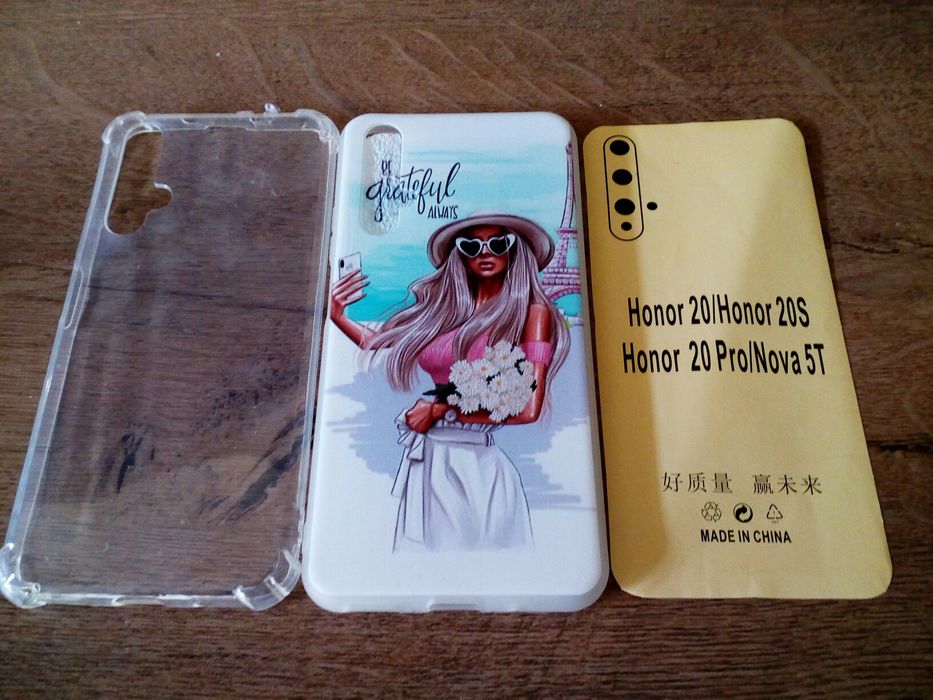 BE
grateful
ALWAYS
Honor 20/Honor 20S
Honor 20 Pro/Nova 5T
好质量 赢未来
MADE IN CHINA